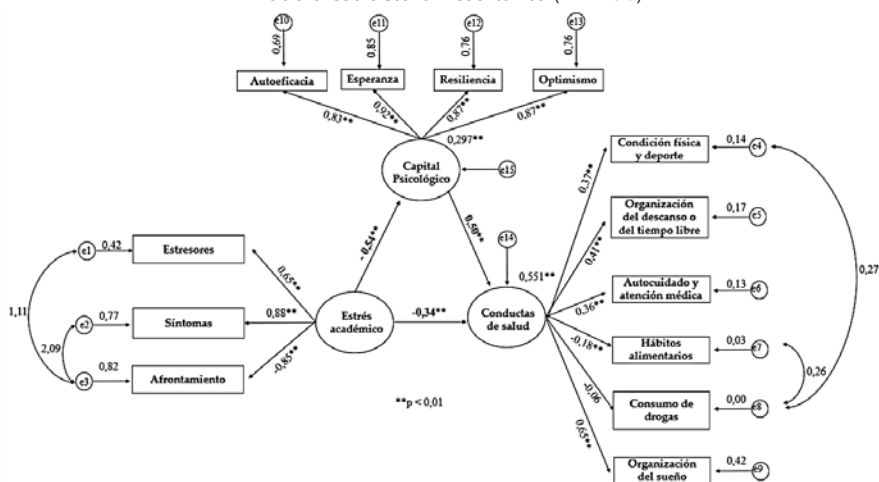 e10
e11
e12
e13
0,69
0,85
0,76
0,76
Autoeficacia
Esperanza
Resiliencia
Optimismo
0,83**
0,92**
0,87**
0,87**
0,297**
Capital
Psicológico
e15
Condición física
y deporte
0,14
e4
0,37**
Organización
del descanso o
del tiempo libre
0,17
e5
0,41**
- 0,54**
0,50**
e14
0,551**
e1
0,42
Estresores
0,65**
0,27
Autocuidado y
atención médica
0,13
e6
0,36**
1,11
e2
0,77
Síntomas
0,88**
Estrés
académico
-0,34**
Conductas
de salud
Hábitos
alimentarios
0,03
e7
-0,18**
2,09
e3
0,82
Afrontamiento
-0,85**
0,26
-0,06
Consumo de
drogas
0,00
e8
**p < 0,01
0,65**
Organización
del sueño
0,42
e9